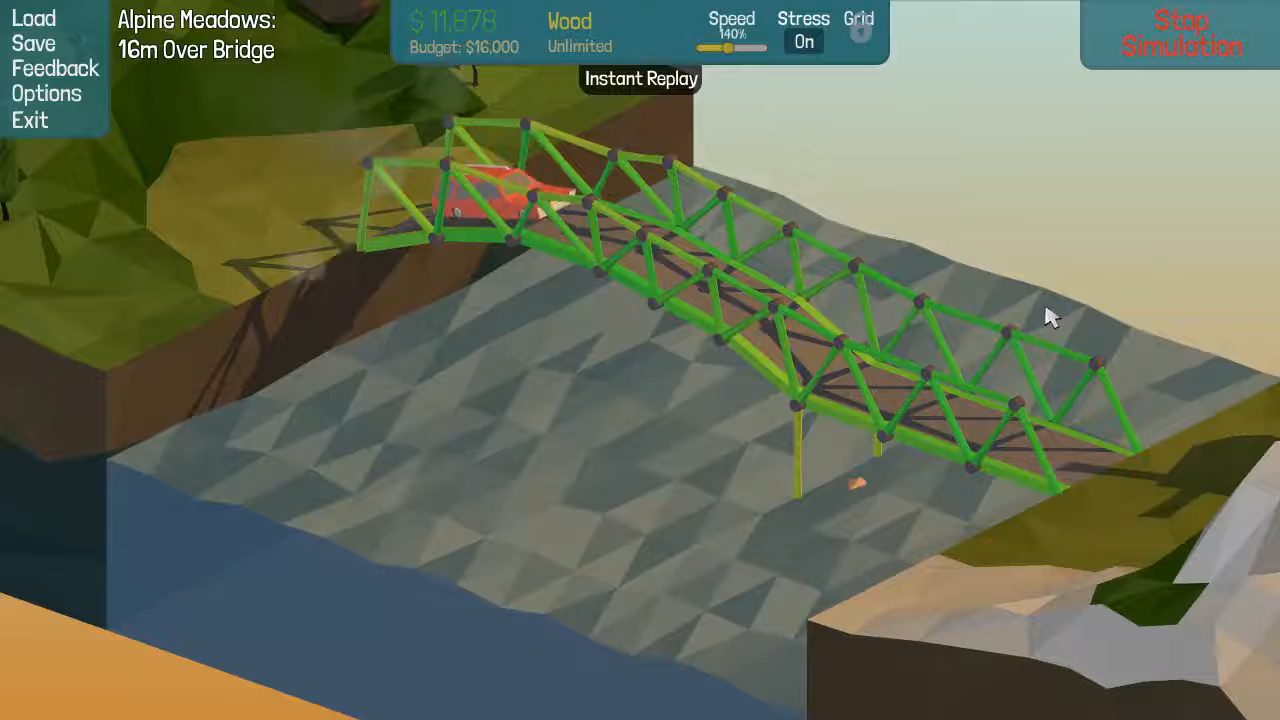 Load
Save
Feedback
Options
Exit
Alpine Meadows:
16m Over Bridge
$ 11,878
Budget: $16,000
Wood
Unlimited
Speed
140%
Stress
On
Grid
Stop
Simulation
Instant Replay